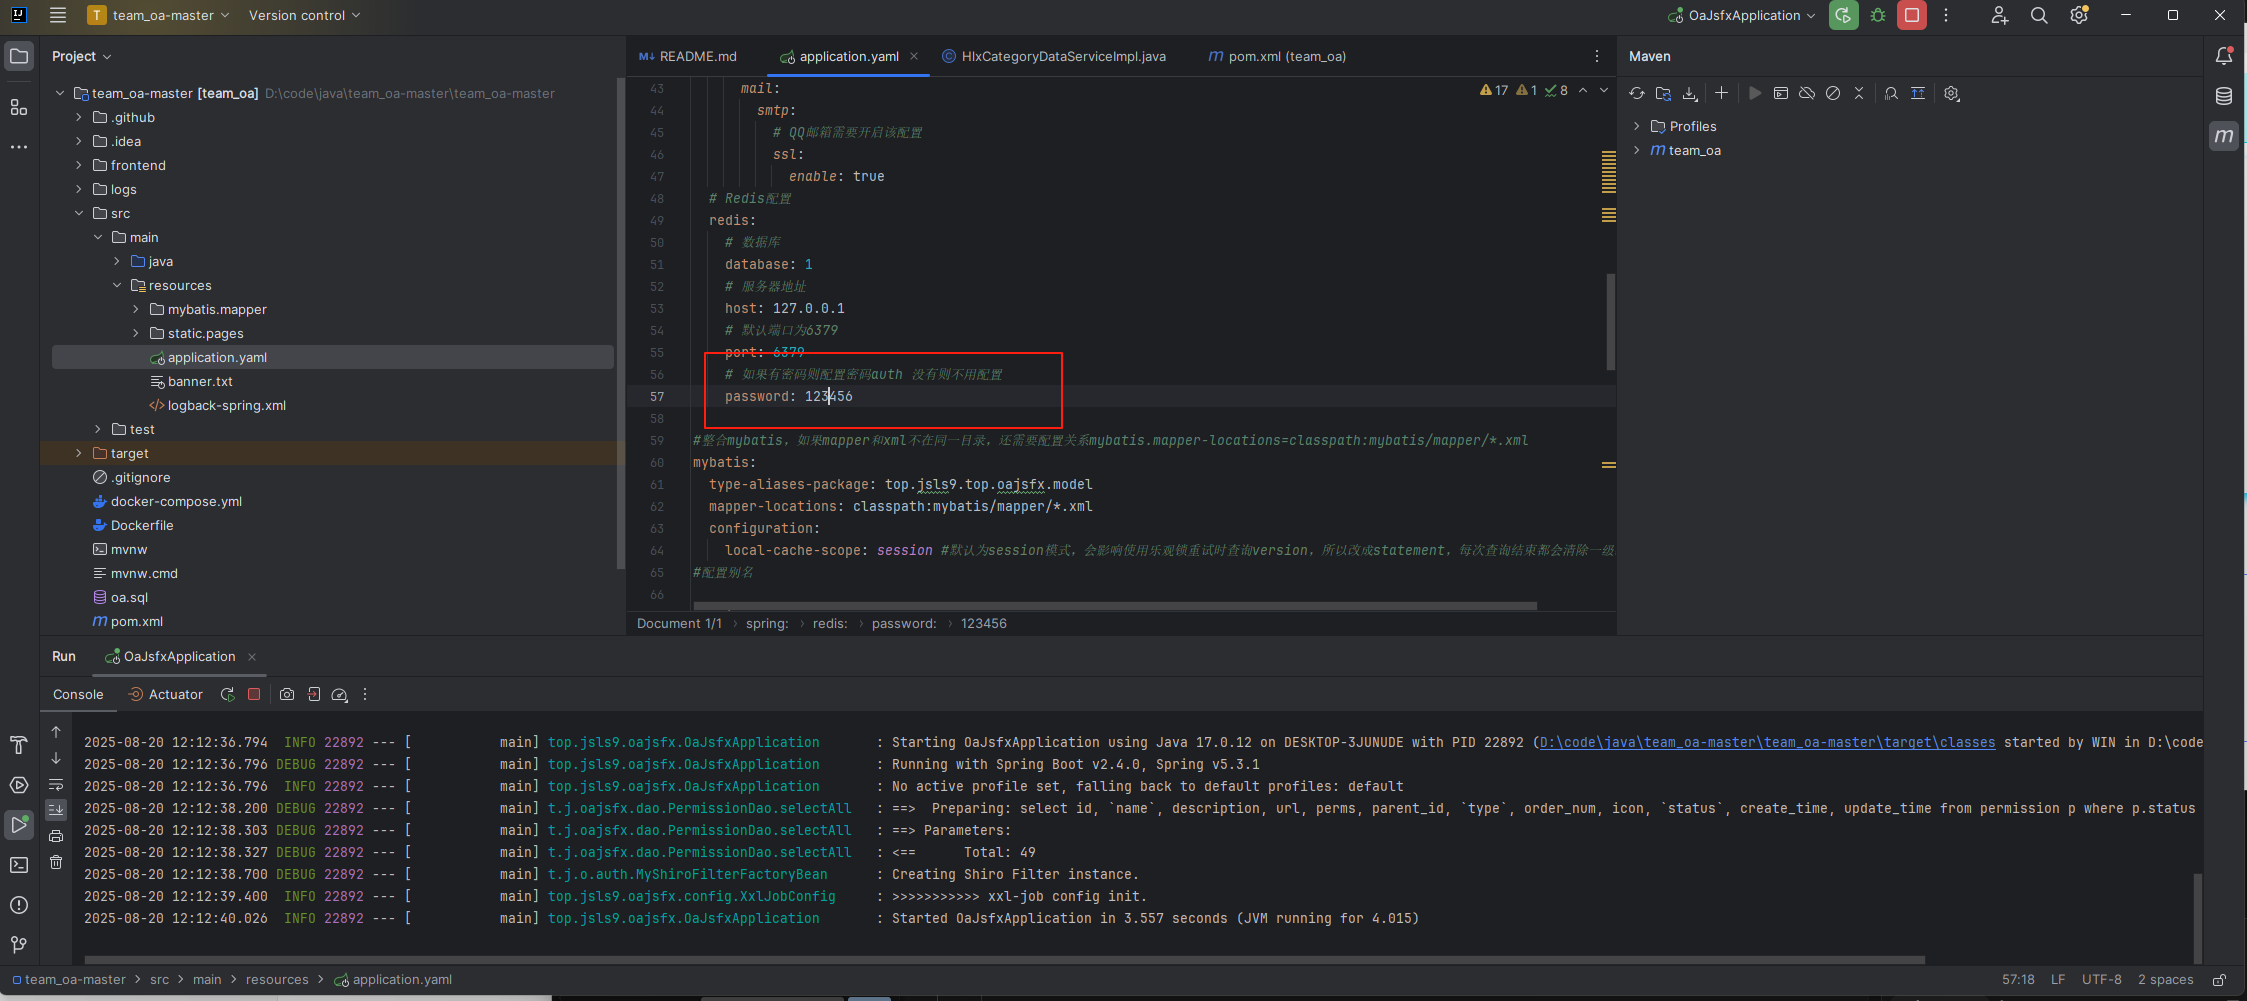 team_oa-master
Version control
OaJsfxApplication
Project
README.md
application.yaml
HlxCategoryDataServiceImpl.java
pom.xml (team_oa)
Maven
team_oa-master [team_oa] D:\code\java\team_oa-master\team_oa-master
.github
.idea
frontend
logs
src
main
java
resources
mybatis.mapper
static.pages
application.yaml
banner.txt
logback-spring.xml
test
target
.gitignore
docker-compose.yml
Dockerfile
mvnw
mvnw.cmd
oa.sql
pom.xml
17 1 8
43 mail:
44 smtp:
45 # QQ邮箱需要开启该配置
46 ssl:
47 enable: true
48 # Redis配置
49 redis:
50 # 数据库
51 database: 1
52 # 服务器地址
53 host: 127.0.0.1
54 # 默认端口为6379
55 port: 6379
56 # 如果有密码则配置密码auth 没有则不用配置
57 password: 123456
58
59 #整合mybatis，如果mapper和xml不在同一目录，还需要配置关系mybatis.mapper-locations=classpath:mybatis/mapper/*.xml
60 mybatis:
61 type-aliases-package: top.jsls9.top.oajsfx.model
62 mapper-locations: classpath:mybatis/mapper/*.xml
63 configuration:
64 local-cache-scope: session #默认为session模式，会影响使用乐观锁重试时查询version，所以改成statement，每次查询结束都会清除一级
65 #配置别名
66
Document 1/1 › spring: › redis: › password: › 123456
Profiles
team_oa
Run
OaJsfxApplication
Console
Actuator
2025-08-20 12:12:36.794 INFO 22892 --- [ main] top.jsls9.oajsfx.OaJsfxApplication : Starting OaJsfxApplication using Java 17.0.12 on DESKTOP-3JUNUDE with PID 22892 (D:\code\java\team_oa-master\team_oa-master\target\classes started by WIN in D:\code
2025-08-20 12:12:36.796 DEBUG 22892 --- [ main] top.jsls9.oajsfx.OaJsfxApplication : Running with Spring Boot v2.4.0, Spring v5.3.1
2025-08-20 12:12:36.796 INFO 22892 --- [ main] top.jsls9.oajsfx.OaJsfxApplication : No active profile set, falling back to default profiles: default
2025-08-20 12:12:38.200 DEBUG 22892 --- [ main] t.j.oajsfx.dao.PermissionDao.selectAll : ==> Preparing: select id, `name`, description, url, perms, parent_id, `type`, order_num, icon, `status`, create_time, update_time from permission p where p.status
2025-08-20 12:12:38.303 DEBUG 22892 --- [ main] t.j.oajsfx.dao.PermissionDao.selectAll : ==> Parameters:
2025-08-20 12:12:38.327 DEBUG 22892 --- [ main] t.j.oajsfx.dao.PermissionDao.selectAll : <== Total: 49
2025-08-20 12:12:38.700 DEBUG 22892 --- [ main] t.j.o.auth.MyShiroFilterFactoryBean : Creating Shiro Filter instance.
2025-08-20 12:12:39.400 INFO 22892 --- [ main] top.jsls9.oajsfx.config.XxlJobConfig : >>>>>>>>>>> xxl-job config init.
2025-08-20 12:12:40.026 INFO 22892 --- [ main] top.jsls9.oajsfx.OaJsfxApplication : Started OaJsfxApplication in 3.557 seconds (JVM running for 4.015)
team_oa-master › src › main › resources › application.yaml
57:18 LF UTF-8 2 spaces